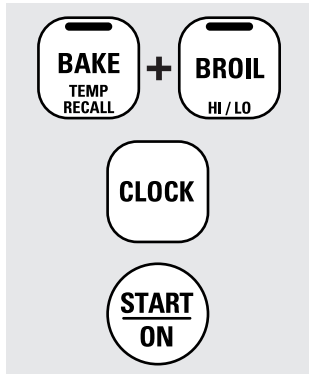 BAKE
TEMP
RECALL
+
BROIL
HI / LO
CLOCK
START
ON